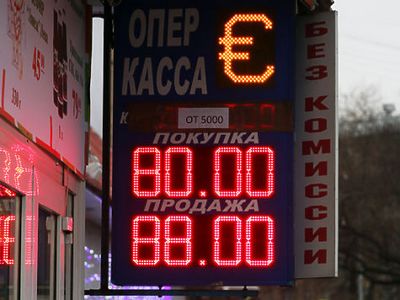 ОПЕР
КАССА
€
ОТ 5000
ПОКУПКА
80.00
ПРОДАЖА
88.00
БЕЗ КОМИССИИ